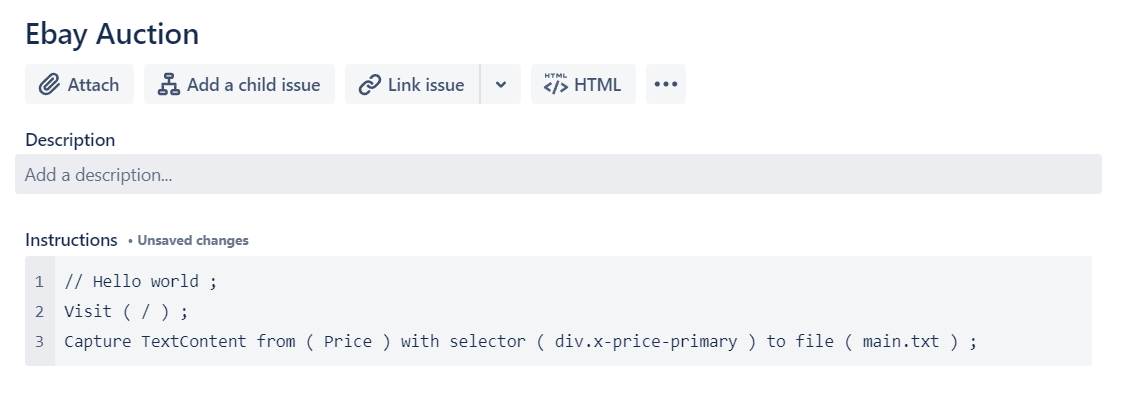 Ebay Auction
Attach Add a child issue Link issue HTML </> HTML •••
Description
Add a description...
Instructions • Unsaved changes
1 // Hello world ;
2 Visit ( / ) ;
3 Capture TextContent from ( Price ) with selector ( div.x-price-primary ) to file ( main.txt ) ;